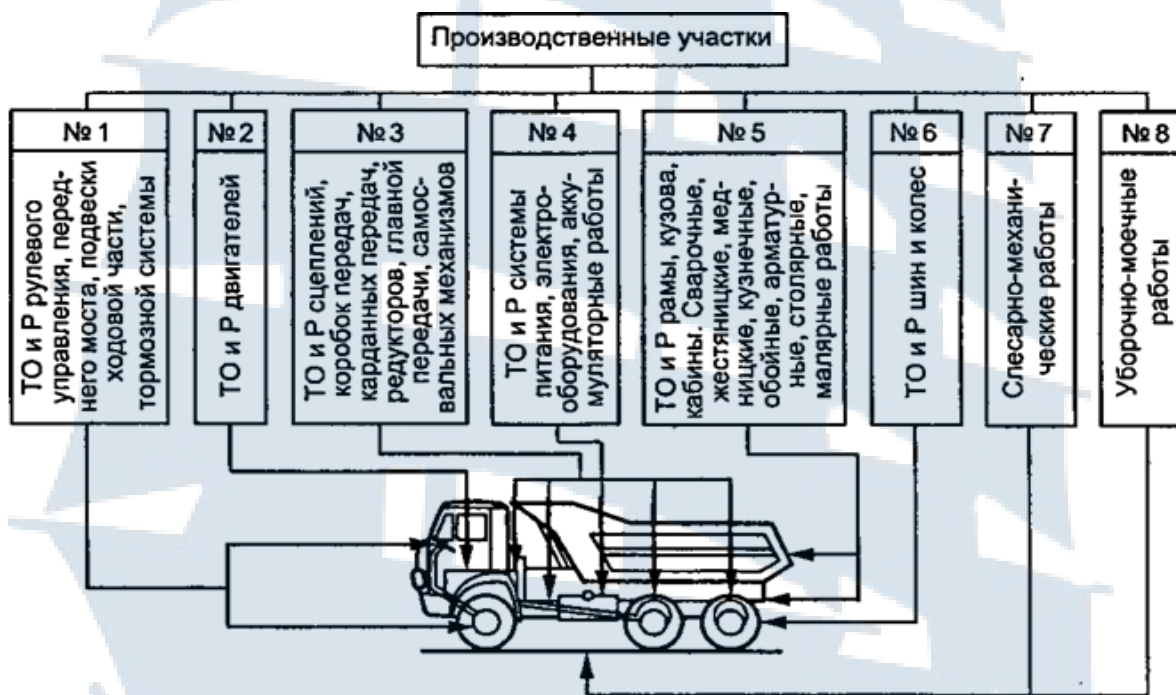 Производственные участки
№ 1
ТО и Р рулевого
управления, перед-
него моста, подвески
ходовой части,
тормозной системы
№ 2
ТО и Р двигателей
№ 3
ТО и Р сцеплений,
коробок передач,
карданных передач,
редукторов, главной
передачи, самос-
вальных механизмов
№ 4
ТО и Р системы
питания, электро-
оборудования, акку-
муляторные работы
№ 5
ТО и Р рамы, кузова,
кабины. Сварочные,
жестяницкие, мед-
ницкие, кузнечные,
обойные, арматур-
ные, столярные,
малярные работы
№ 6
ТО и Р шин и колес
№ 7
Слесарно-механи-
ческие работы
№ 8
Уборочно-моечные
работы